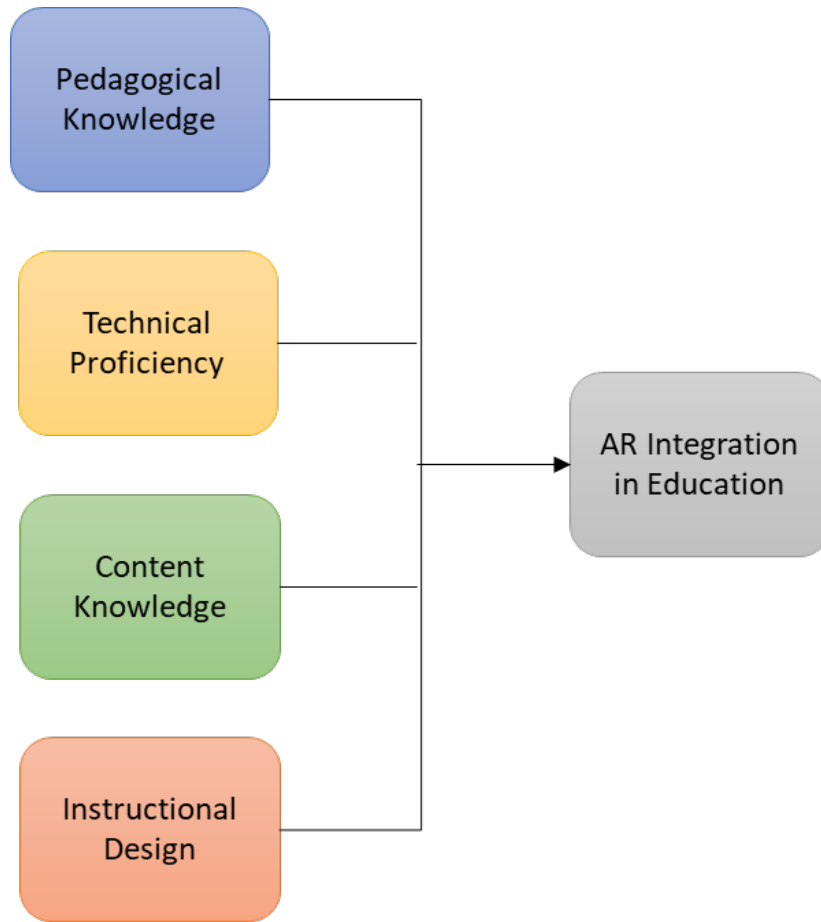 Pedagogical
Knowledge
Technical
Proficiency
Content
Knowledge
Instructional
Design
AR Integration
in Education